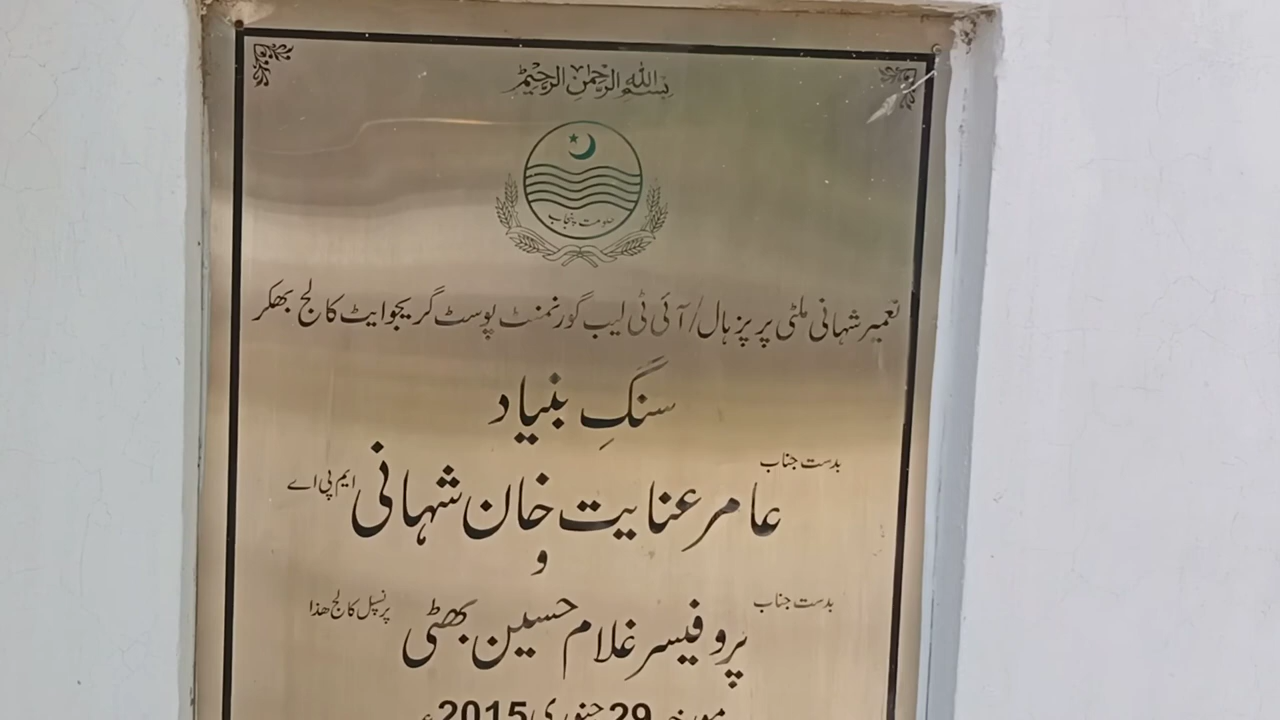 بسم اللہ الرحمٰن الرحیم
حکومت پنجاب
تعمیر شہانی ملٹی پرپز ہال/آئی ٹی لیب گورنمنٹ پوسٹ گریجوایٹ کالج بھکر
سنگِ بنیاد
بدست جناب
عامر عنایت خان شہانی ایم پی اے
و
بدست جناب
پروفیسر غلام حسین بھٹی پرنسپل کالج ھذا
مورخہ 29 جنوری 2015ء